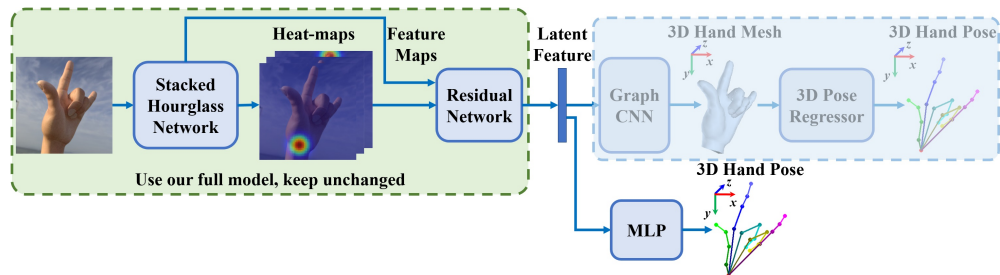 Heat-maps
Feature
Maps
Stacked
Hourglass
Network
Residual
Network
Use our full model, keep unchanged
Latent
Feature
3D Hand Mesh
z
x
y
Graph
CNN
3D Pose
Regressor
3D Hand Pose
z
x
y
MLP
3D Hand Pose
z
x
y